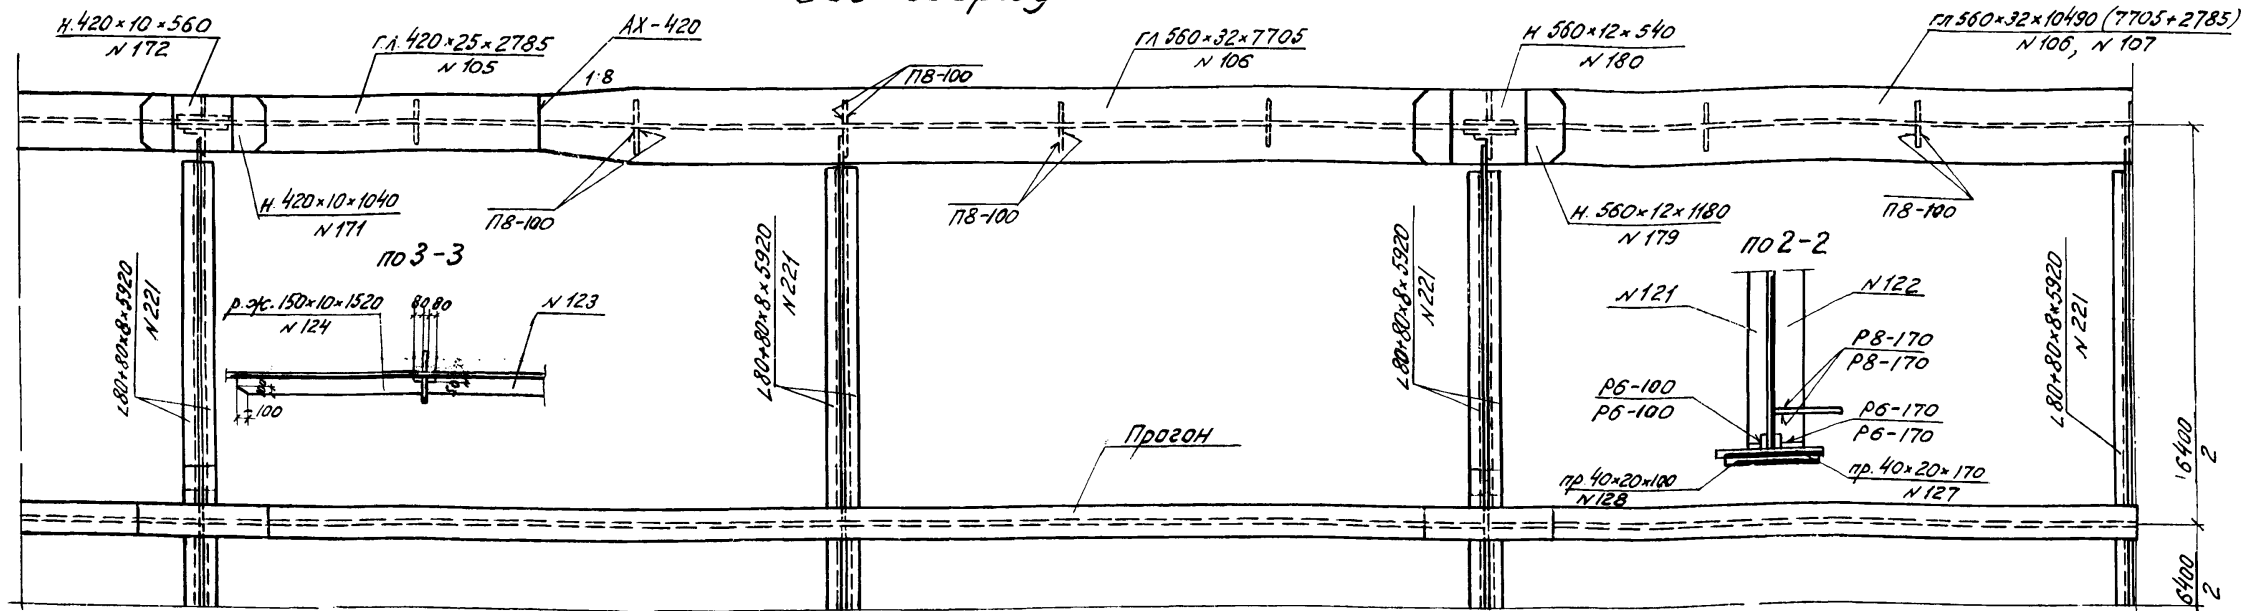 Н. 420×10×560
N 172
гл. 420×25×2785
N 105
АХ-420
1:8
П8-100
гл 560×32×7705
N 106
Н 560×12×540
N 180
гл 560×32×10490 (7705+2785)
N 106, N 107
Н. 420×10×1040
N 171
П8-100
П8-100
Н. 560×12×1180
N 179
П8-100
по 3-3
по 2-2
∟80+80×8×5920
N 221
р.ж. 150×10×1520
N 124
80 80
N 123
100
50
100
∟80+80×8×5920
N 221
∟80+80×8×5920
N 221
N 121
N 122
Р8-170
Р8-170
Р6-100
Р6-100
Р6-170
Р6-170
пр. 40×20×100
N 128
пр. 40×20×170
N 127
∟80+80×8×5920
N 221
Прогон
6400
2
6400
2